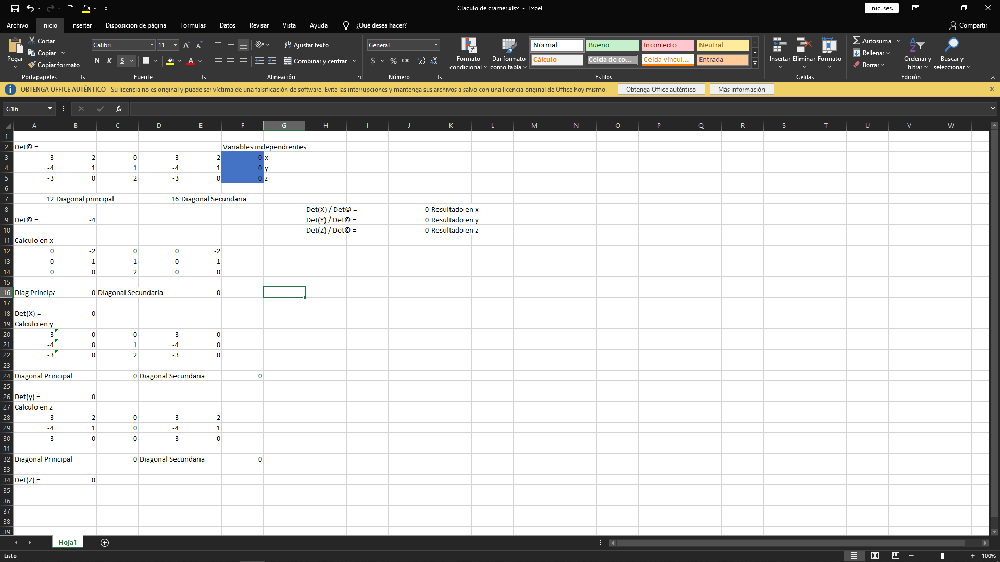 Claculo de cramer.xlsx - Excel
Inic. ses.
Archivo Inicio Insertar Disposición de página Fórmulas Datos Revisar Vista Ayuda ¿Qué desea hacer? Compartir
Pegar
Cortar
Copiar
Copiar formato
Portapapeles
Calibri 11
N K S
Fuente
Ajustar texto
Combinar y centrar
Alineación
General
$ % 000
Número
Formato condicional
Dar formato como tabla
Normal Bueno Incorrecto Neutral
Cálculo Celda de co... Celda vincul... Entrada
Estilos
Insertar Eliminar Formato
Celdas
Autosuma
Rellenar
Borrar
Ordenar y filtrar
Buscar y seleccionar
Edición
OBTENGA OFFICE AUTÉNTICO Su licencia no es original y puede ser víctima de una falsificación de software. Evite las interrupciones y mantenga sus archivos a salvo con una licencia original de Office hoy mismo. Obtenga Office auténtico Más información
G16 fx
A B C D E F G H I J K L M N O P Q R S T U V W
1
2 Det© = Variables independientes
3 3 -2 0 3 -2 0 x
4 -4 1 1 -4 1 0 y
5 -3 0 2 -3 0 0 z
6
7 12 Diagonal principal 16 Diagonal Secundaria
8 Det(X) / Det© = 0 Resultado en x
9 Det© = -4 Det(Y) / Det© = 0 Resultado en y
10 Det(Z) / Det© = 0 Resultado en z
11 Calculo en x
12 0 -2 0 0 -2
13 0 1 1 0 1
14 0 0 2 0 0
15
16 Diag Principa 0 Diagonal Secundaria 0
17
18 Det(X) = 0
19 Calculo en y
20 3 0 0 3 0
21 -4 0 1 -4 0
22 -3 0 2 -3 0
23
24 Diagonal Principal 0 Diagonal Secundaria 0
25
26 Det(y) = 0
27 Calculo en z
28 3 -2 0 3 -2
29 -4 1 0 -4 1
30 -3 0 0 -3 0
31
32 Diagonal Principal 0 Diagonal Secundaria 0
33
34 Det(Z) = 0
35
36
37
38
39
Hoja1
Listo 100%